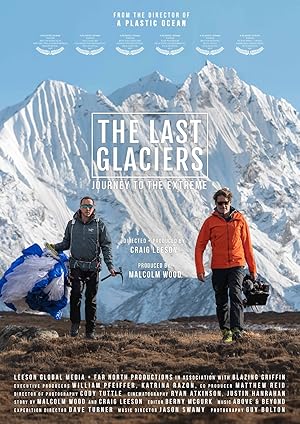 FROM THE DIRECTOR OF
A PLASTIC OCEAN
THE LAST
GLACIERS
JOURNEY TO THE EXTREME
DIRECTED + PRODUCED BY
CRAIG LEESON
PRODUCED BY
MALCOLM WOOD
LEESON GLOBAL MEDIA + FAR NORTH PRODUCTIONS IN ASSOCIATION WITH BLAZING GRIFFIN
EXECUTIVE PRODUCERS WILLIAM PFEIFFER, KATRINA RAZON, CO PRODUCER MATTHEW REID
DIRECTOR OF PHOTOGRAPHY CODY TUTTLE CINEMATOGRAPHY RYAN ATKINSON, JUSTIN HANRAHAN
STORY BY MALCOLM WOOD AND CRAIG LEESON EDITOR BERNY MCGURK MUSIC ABOVE & BEYOND
EXPEDITION DIRECTOR DAVE TURNER MUSIC DIRECTOR JASON SWAMY PHOTOGRAPHY GUY BOLTON